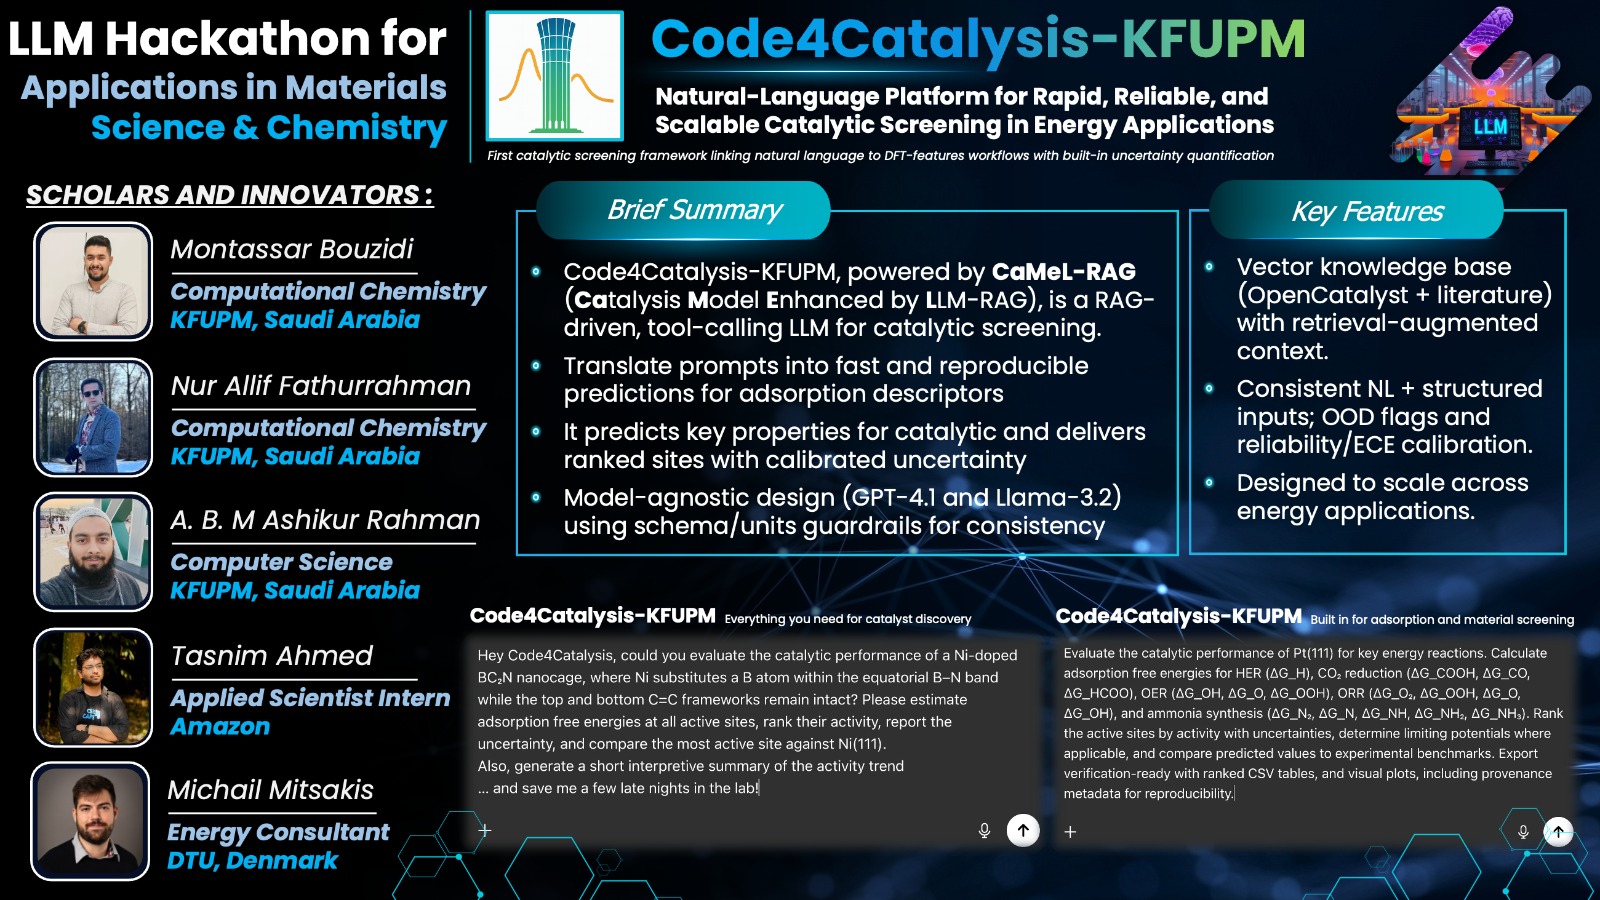 LLM Hackathon for
Applications in Materials
Science & Chemistry
Code4Catalysis-KFUPM
Natural-Language Platform for Rapid, Reliable, and
Scalable Catalytic Screening in Energy Applications
First catalytic screening framework linking natural language to DFT-features workflows with built-in uncertainty quantification
LLM
SCHOLARS AND INNOVATORS :
Montassar Bouzidi
Computational Chemistry
KFUPM, Saudi Arabia
Nur Allif Fathurrahman
Computational Chemistry
KFUPM, Saudi Arabia
A. B. M Ashikur Rahman
Computer Science
KFUPM, Saudi Arabia
Tasnim Ahmed
Applied Scientist Intern
Amazon
Michail Mitsakis
Energy Consultant
DTU, Denmark
Brief Summary
Code4Catalysis-KFUPM, powered by CaMeL-RAG
(Catalysis Model Enhanced by LLM-RAG), is a RAG-
driven, tool-calling LLM for catalytic screening.
Translate prompts into fast and reproducible
predictions for adsorption descriptors
It predicts key properties for catalytic and delivers
ranked sites with calibrated uncertainty
Model-agnostic design (GPT-4.1 and Llama-3.2)
using schema/units guardrails for consistency
Key Features
Vector knowledge base
(OpenCatalyst + literature)
with retrieval-augmented
context.
Consistent NL + structured
inputs; OOD flags and
reliability/ECE calibration.
Designed to scale across
energy applications.
Code4Catalysis-KFUPM Everything you need for catalyst discovery
Hey Code4Catalysis, could you evaluate the catalytic performance of a Ni-doped
BC₂N nanocage, where Ni substitutes a B atom within the equatorial B–N band
while the top and bottom C=C frameworks remain intact? Please estimate
adsorption free energies at all active sites, rank their activity, report the
uncertainty, and compare the most active site against Ni(111).
Also, generate a short interpretive summary of the activity trend
... and save me a few late nights in the lab!
Code4Catalysis-KFUPM Built in for adsorption and material screening
Evaluate the catalytic performance of Pt(111) for key energy reactions. Calculate
adsorption free energies for HER (ΔG_H), CO₂ reduction (ΔG_COOH, ΔG_CO,
ΔG_HCOO), OER (ΔG_OH, ΔG_O, ΔG_OOH), ORR (ΔG_O₂, ΔG_OOH, ΔG_O,
ΔG_OH), and ammonia synthesis (ΔG_N₂, ΔG_N, ΔG_NH, ΔG_NH₂, ΔG_NH₃). Rank
the active sites by activity with uncertainties, determine limiting potentials where
applicable, and compare predicted values to experimental benchmarks. Export
verification-ready with ranked CSV tables, and visual plots, including provenance
metadata for reproducibility.